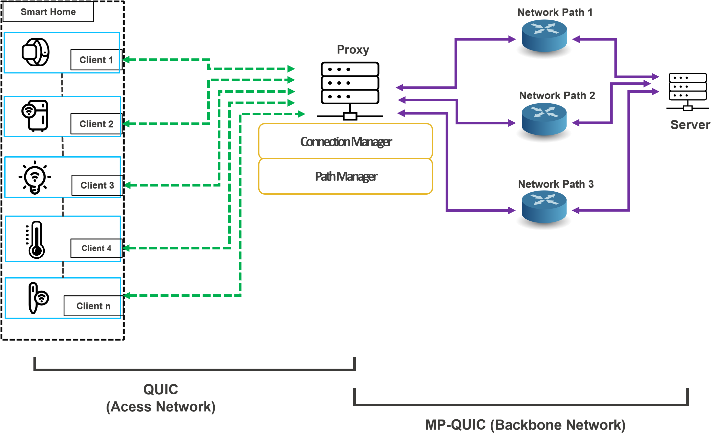 Smart Home
Client 1
Client 2
Client 3
Client 4
Client n
Proxy
Connection Manager
Path Manager
Network Path 1
Network Path 2
Network Path 3
Server
QUIC
(Acess Network)
MP-QUIC (Backbone Network)